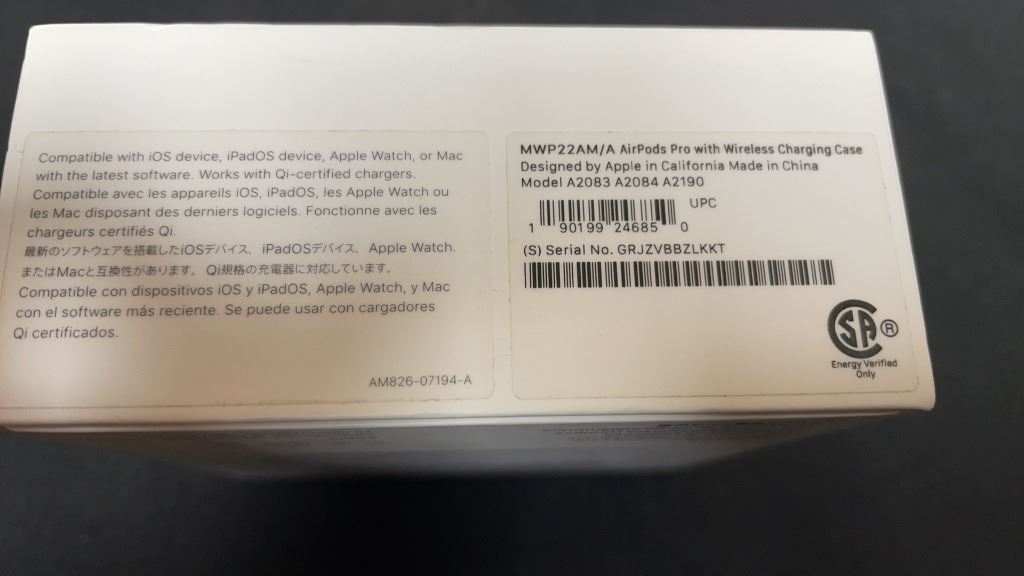 Compatible with iOS device, iPadOS device, Apple Watch, or Mac
with the latest software. Works with Qi-certified chargers.
Compatible avec les appareils iOS, iPadOS, les Apple Watch ou
les Mac disposant des derniers logiciels. Fonctionne avec les
chargeurs certifiés Qi.
最新のソフトウェアを搭載したiOSデバイス、iPadOSデバイス、Apple Watch、
またはMacと互換性があります。Qi規格の充電器に対応しています。
Compatible con dispositivos iOS y iPadOS, Apple Watch, y Mac
con el software más reciente. Se puede usar con cargadores
Qi certificados.
AM826-07194-A
MWP22AM/A AirPods Pro with Wireless Charging Case
Designed by Apple in California Made in China
Model A2083 A2084 A2190
UPC
1 90199 24685 0
(S) Serial No. GRJZVBBZLKKT
SA ®
Energy Verified
Only